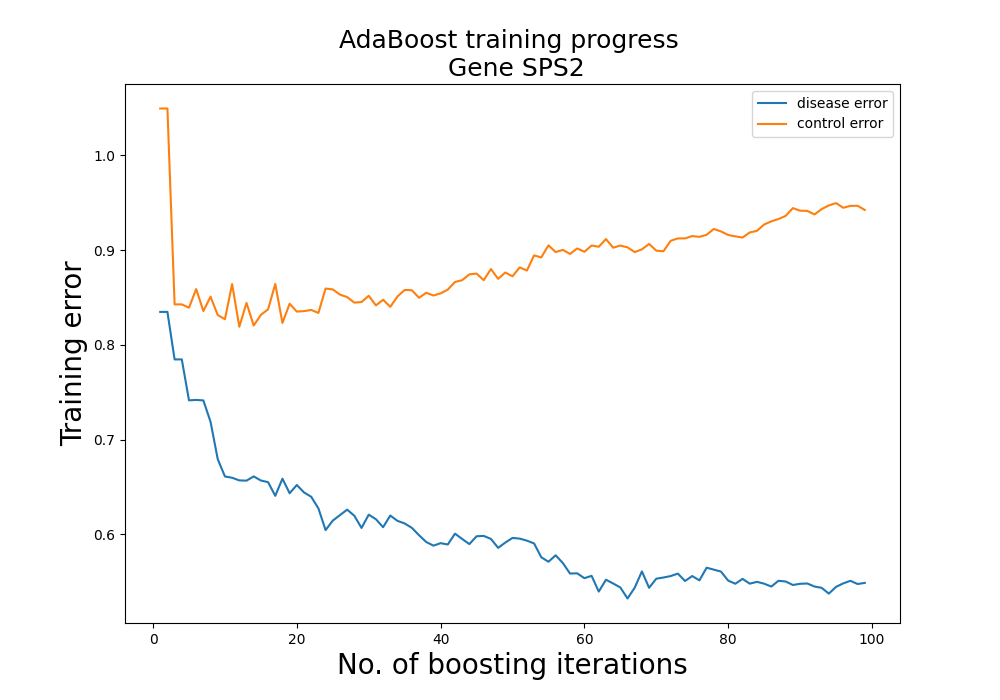 AdaBoost training progress
Gene SPS2
disease error
control error
Training error
1.0
0.9
0.8
0.7
0.6
0 20 40 60 80 100
No. of boosting iterations